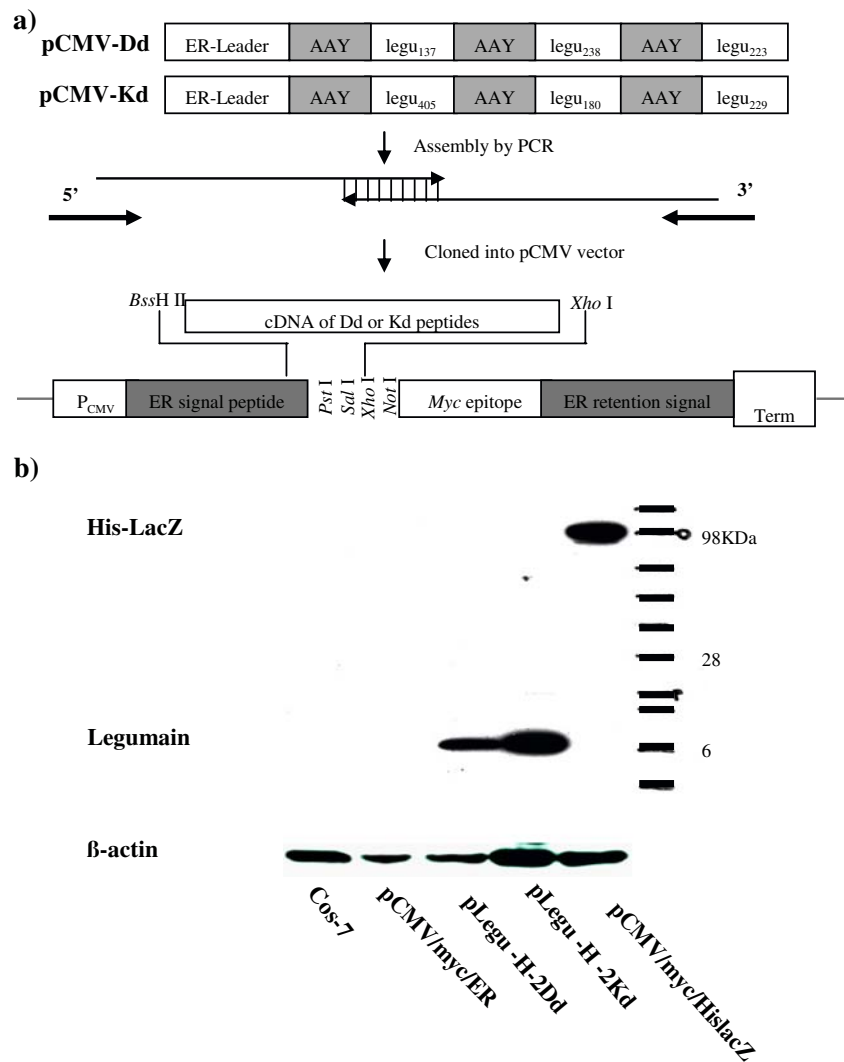 a)
pCMV-Dd ER-Leader AAY legu137 AAY legu238 AAY legu223
pCMV-Kd ER-Leader AAY legu405 AAY legu180 AAY legu229
Assembly by PCR
5’ 3’
Cloned into pCMV vector
BssH II Xho I
cDNA of Dd or Kd peptides
PCMV ER signal peptide Pst I Sal I Xho I Not I Myc epitope ER retention signal Term
b)
His-LacZ 98KDa
28
Legumain 6
ß-actin
Cos-7
pCMV/myc/ER
pLegu -H-2Dd
pLegu -H -2Kd
pCMV/myc/HislacZ